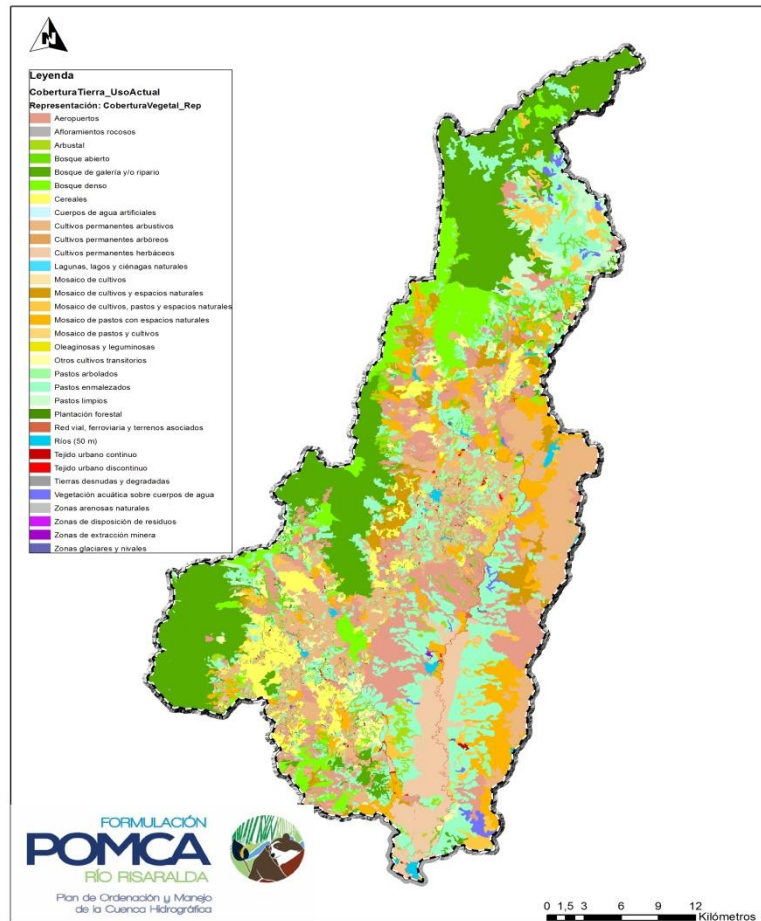 N
Leyenda
CoberturaTierra_UsoActual
Representación: CoberturaVegetal_Rep
Aeropuertos
Afloramientos rocosos
Arbustal
Bosque abierto
Bosque de galería y/o ripario
Bosque denso
Cereales
Cuerpos de agua artificiales
Cultivos permanentes arbustivos
Cultivos permanentes arbóreos
Cultivos permanentes herbáceos
Lagunas, lagos y ciénagas naturales
Mosaico de cultivos
Mosaico de cultivos y espacios naturales
Mosaico de cultivos, pastos y espacios naturales
Mosaico de pastos con espacios naturales
Mosaico de pastos y cultivos
Oleaginosas y leguminosas
Otros cultivos transitorios
Pastos arbolados
Pastos enmalezados
Pastos limpios
Plantación forestal
Red vial, ferroviaria y terrenos asociados
Ríos (50 m)
Tejido urbano continuo
Tejido urbano discontinuo
Tierras desnudas y degradadas
Vegetación acuática sobre cuerpos de agua
Zonas arenosas naturales
Zonas de disposición de residuos
Zonas de extracción minera
Zonas glaciares y nivales
FORMULACIÓN
POMCA
RÍO RISARALDA
Plan de Ordenación y Manejo
de la Cuenca Hidrográfica
0 1,5 3 6 9 12
Kilómetros